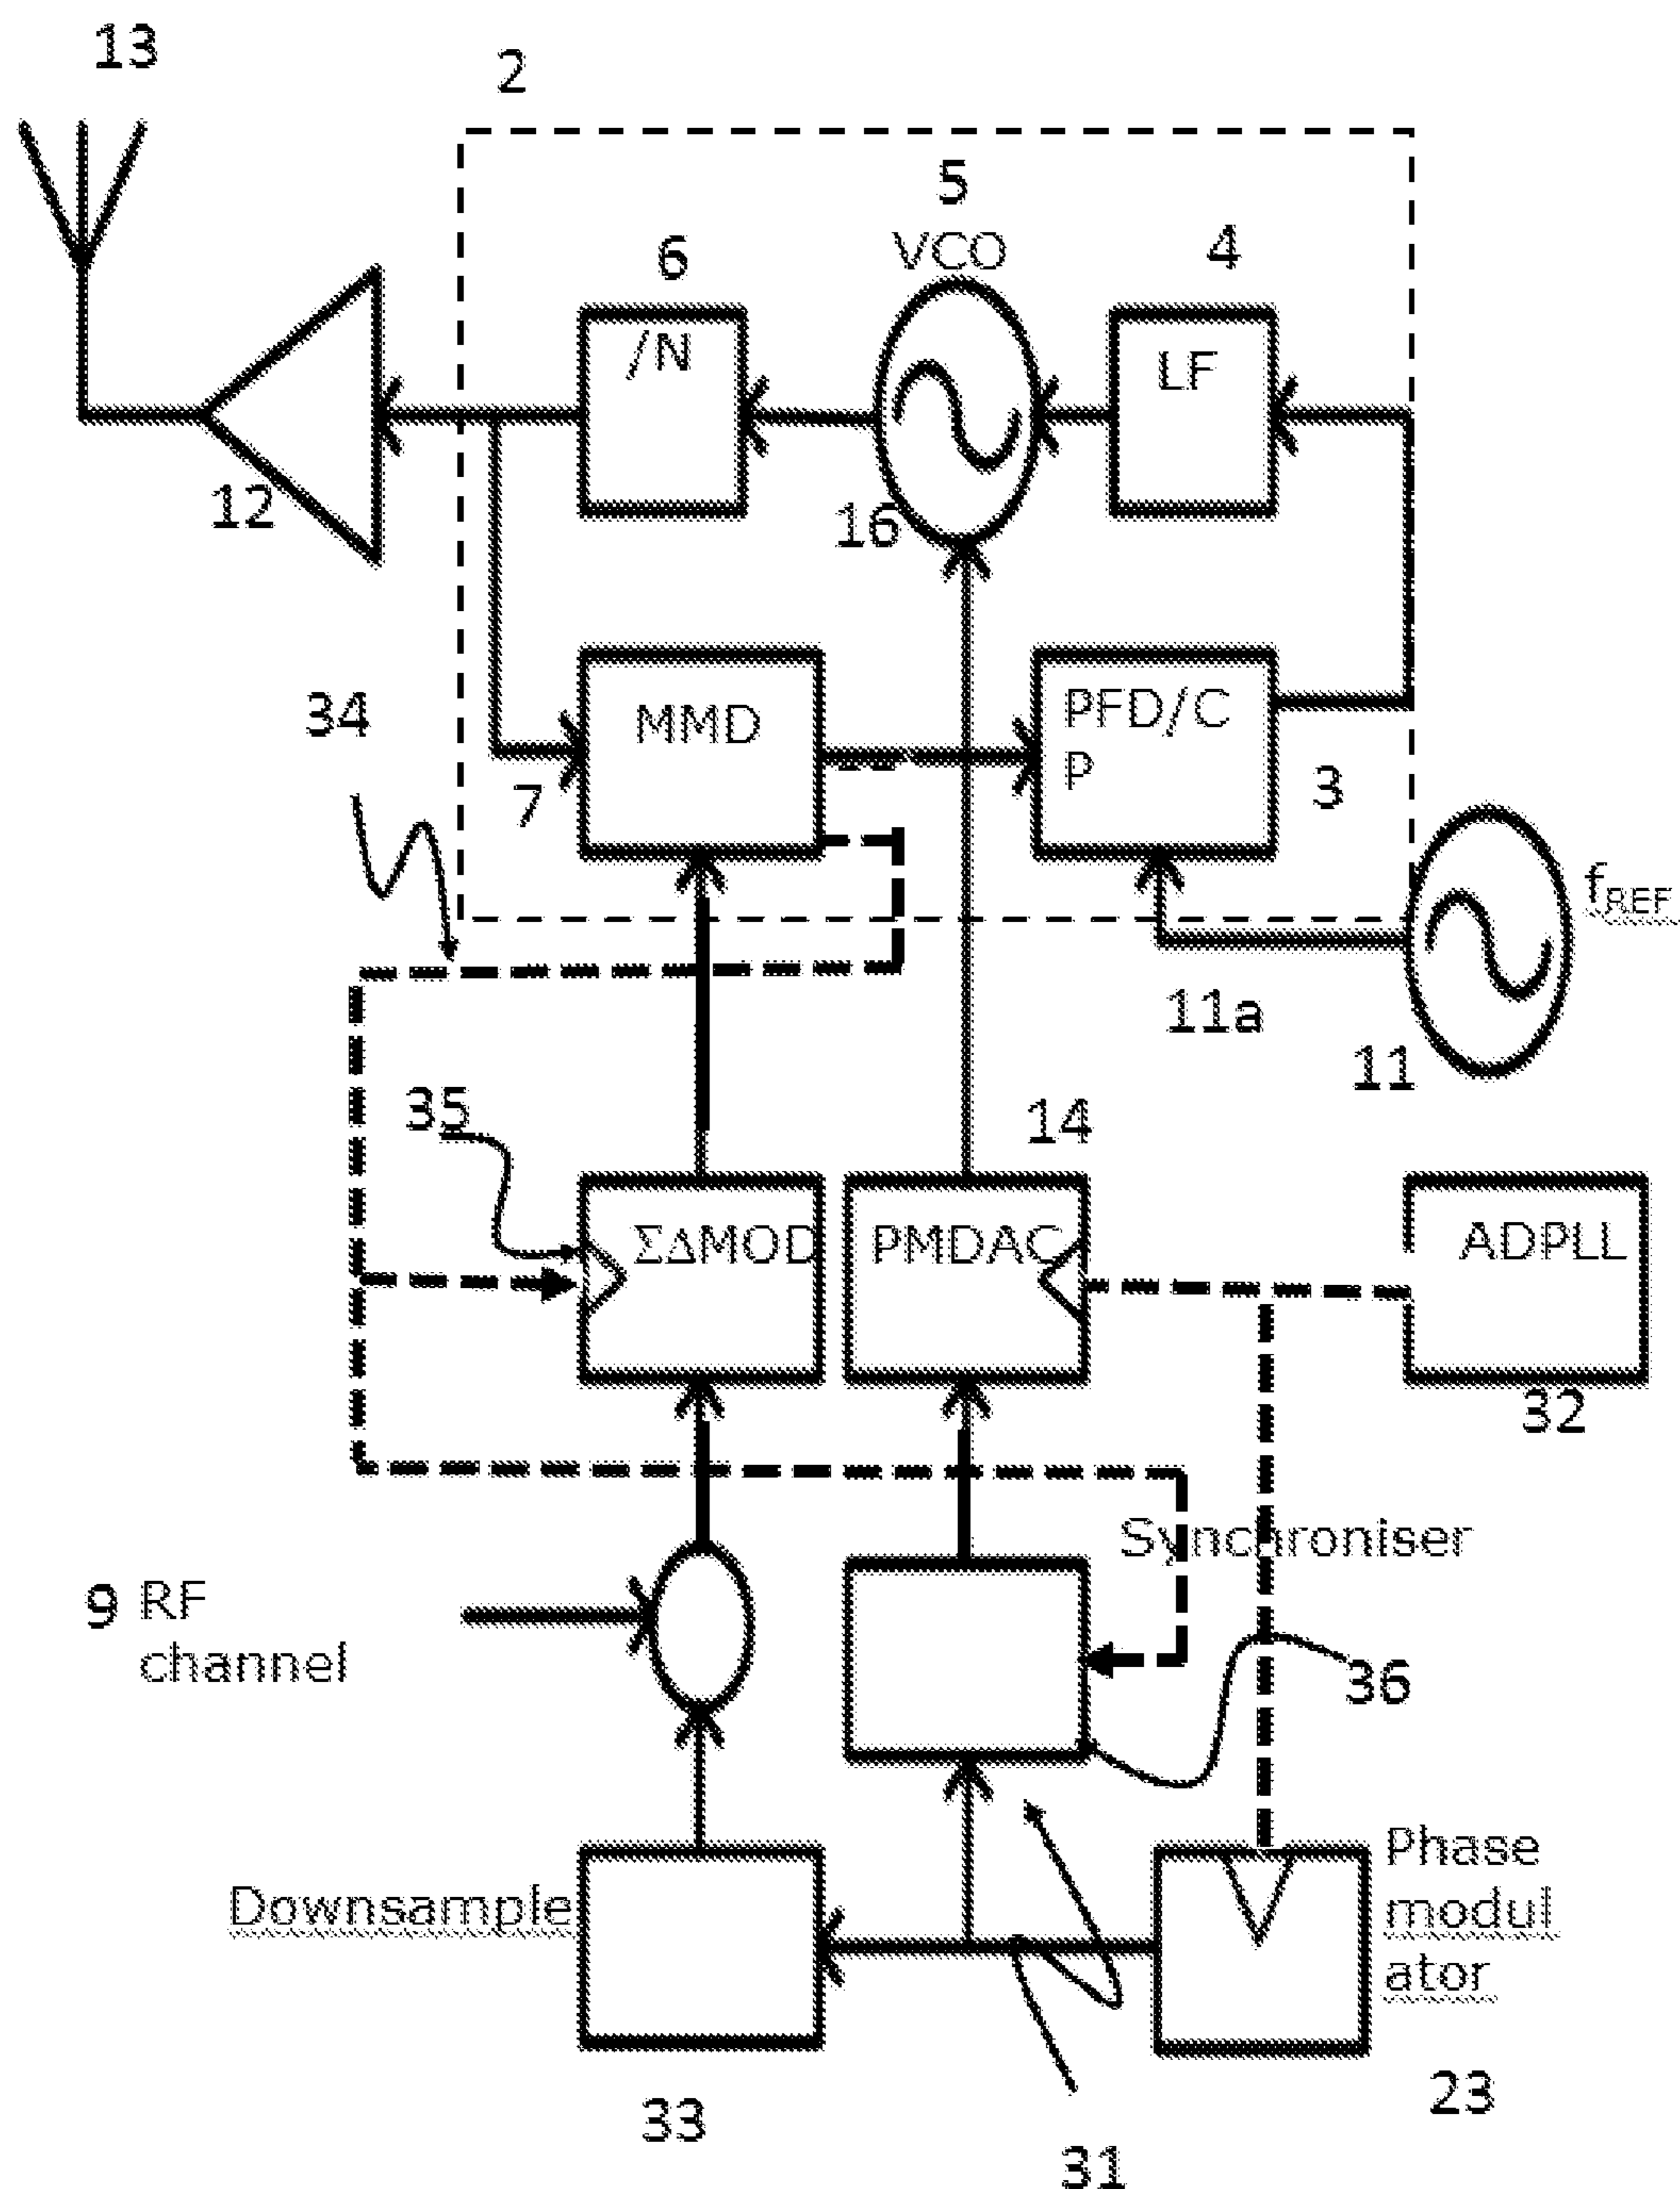 13
2
5
VCO
6
4
/N
LF
12
16
34
MMD
PFD/C
P
7
3
fREF
11a
11
35
14
ΣΔMOD
PMDAC
ADPLL
32
Synchroniser
9 RF
channel
36
Downsample
Phase
modul
ator
33
23
31